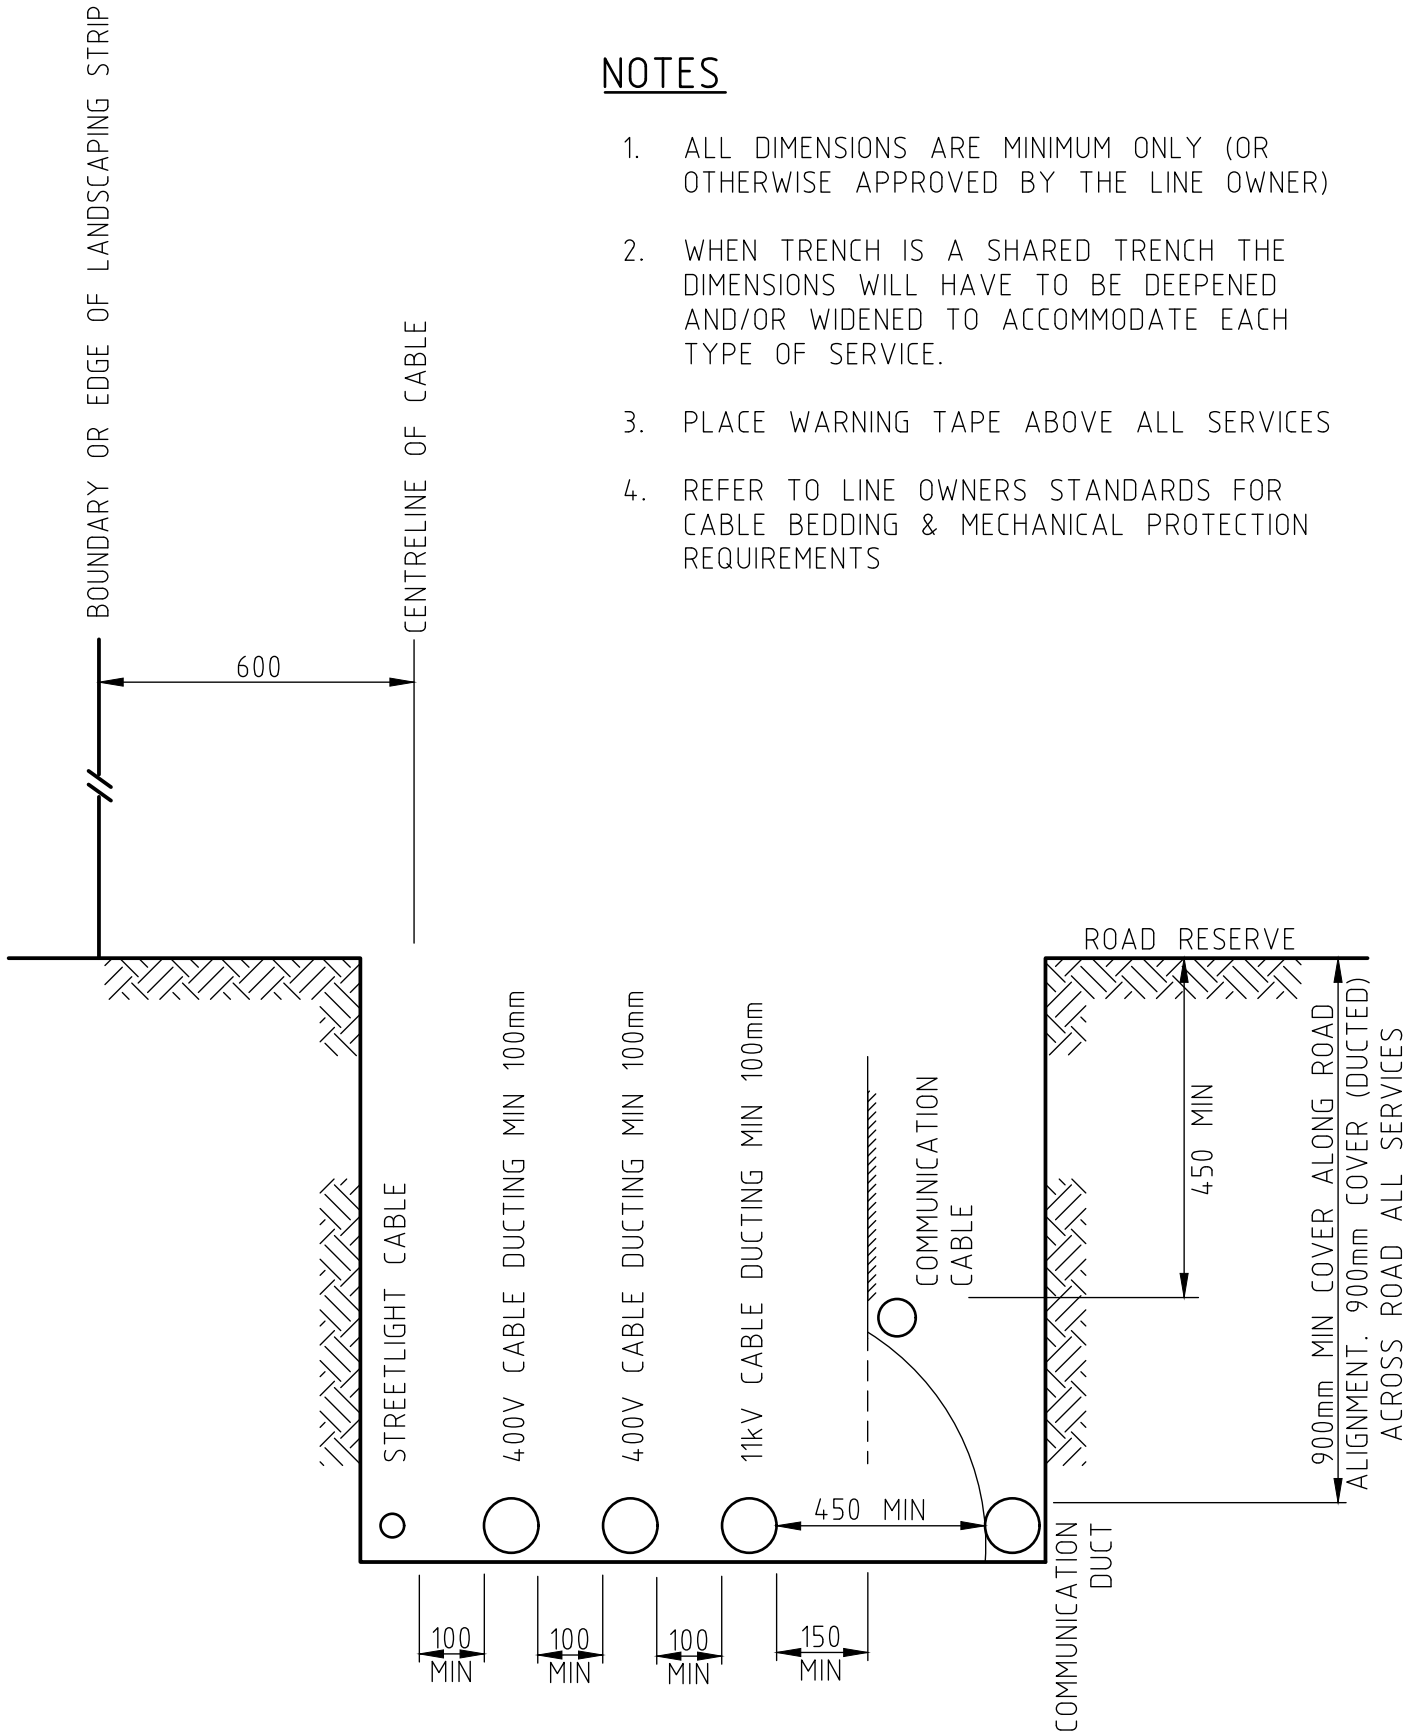 NOTES
1. ALL DIMENSIONS ARE MINIMUM ONLY (OR
OTHERWISE APPROVED BY THE LINE OWNER)
2. WHEN TRENCH IS A SHARED TRENCH THE
DIMENSIONS WILL HAVE TO BE DEEPENED
AND/OR WIDENED TO ACCOMMODATE EACH
TYPE OF SERVICE.
3. PLACE WARNING TAPE ABOVE ALL SERVICES
4. REFER TO LINE OWNERS STANDARDS FOR
CABLE BEDDING & MECHANICAL PROTECTION
REQUIREMENTS
BOUNDARY OR EDGE OF LANDSCAPING STRIP
CENTRELINE OF CABLE
600
ROAD RESERVE
STREETLIGHT CABLE
400V CABLE DUCTING MIN 100mm
400V CABLE DUCTING MIN 100mm
11kV CABLE DUCTING MIN 100mm
COMMUNICATION
CABLE
450 MIN
900mm MIN COVER ALONG ROAD
ALIGNMENT. 900mm COVER (DUCTED)
ACROSS ROAD ALL SERVICES
450 MIN
COMMUNICATION
DUCT
100
MIN
100
MIN
100
MIN
150
MIN